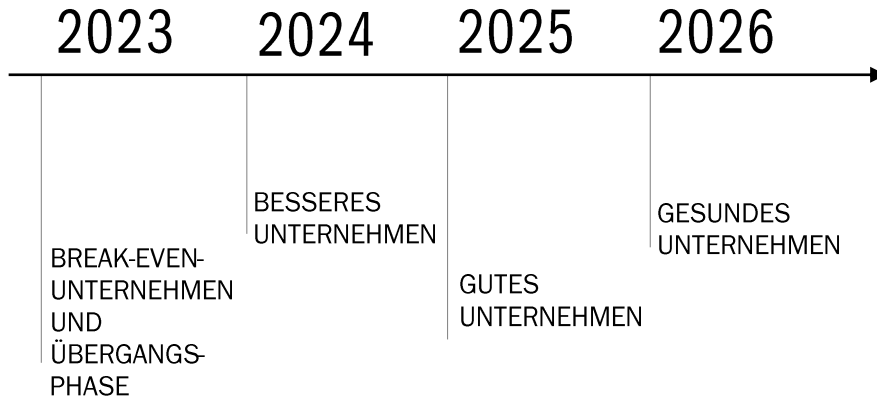 2023 2024 2025 2026
BREAK-EVEN-
UNTERNEHMEN
UND
ÜBERGANGS-
PHASE
BESSERES
UNTERNEHMEN
GUTES
UNTERNEHMEN
GESUNDES
UNTERNEHMEN